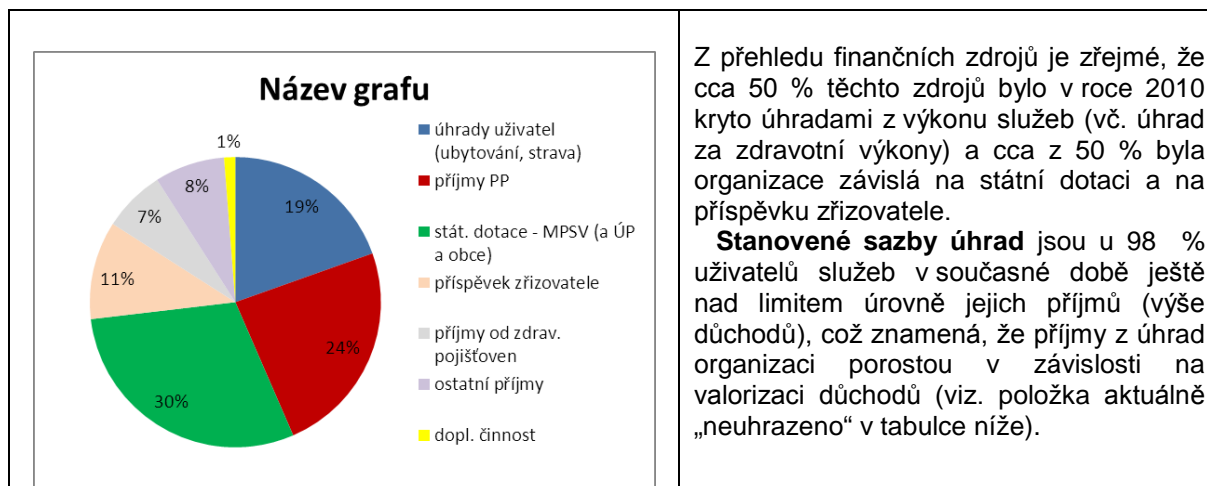 Název grafu
1%
8%
7%
11%
30%
24%
19%
úhrady uživatel
(ubytování, strava)
příjmy PP
stát. dotace - MPSV (a ÚP
a obce)
příspěvek zřizovatele
příjmy od zdrav.
pojišťoven
ostatní příjmy
dopl. činnost
Z přehledu finančních zdrojů je zřejmé, že
cca 50 % těchto zdrojů bylo v roce 2010
kryto úhradami z výkonu služeb (vč. úhrad
za zdravotní výkony) a cca z 50 % byla
organizace závislá na státní dotaci a na
příspěvku zřizovatele.
Stanovené sazby úhrad jsou u 98 %
uživatelů služeb v současné době ještě
nad limitem úrovně jejich příjmů (výše
důchodů), což znamená, že příjmy z úhrad
organizaci porostou v závislosti na
valorizaci důchodů (viz. položka aktuálně
„neuhrazeno“ v tabulce níže).